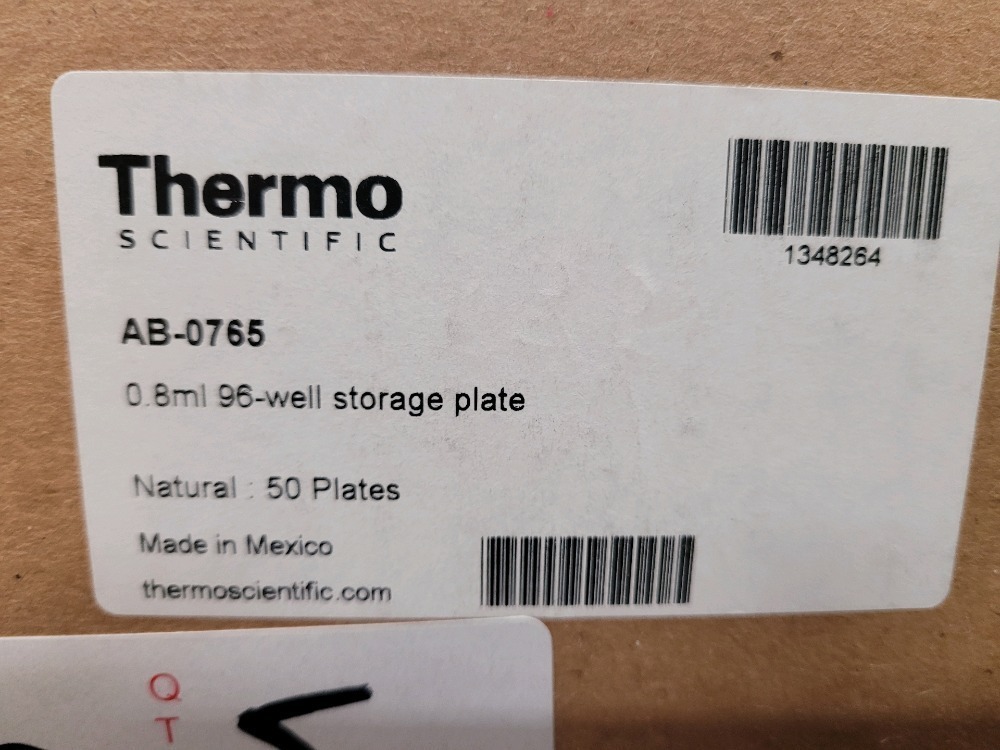 Thermo
SCIENTIFIC
1348264
AB-0765
0.8ml 96-well storage plate
Natural : 50 Plates
Made in Mexico
thermoscientific.com
Q
T